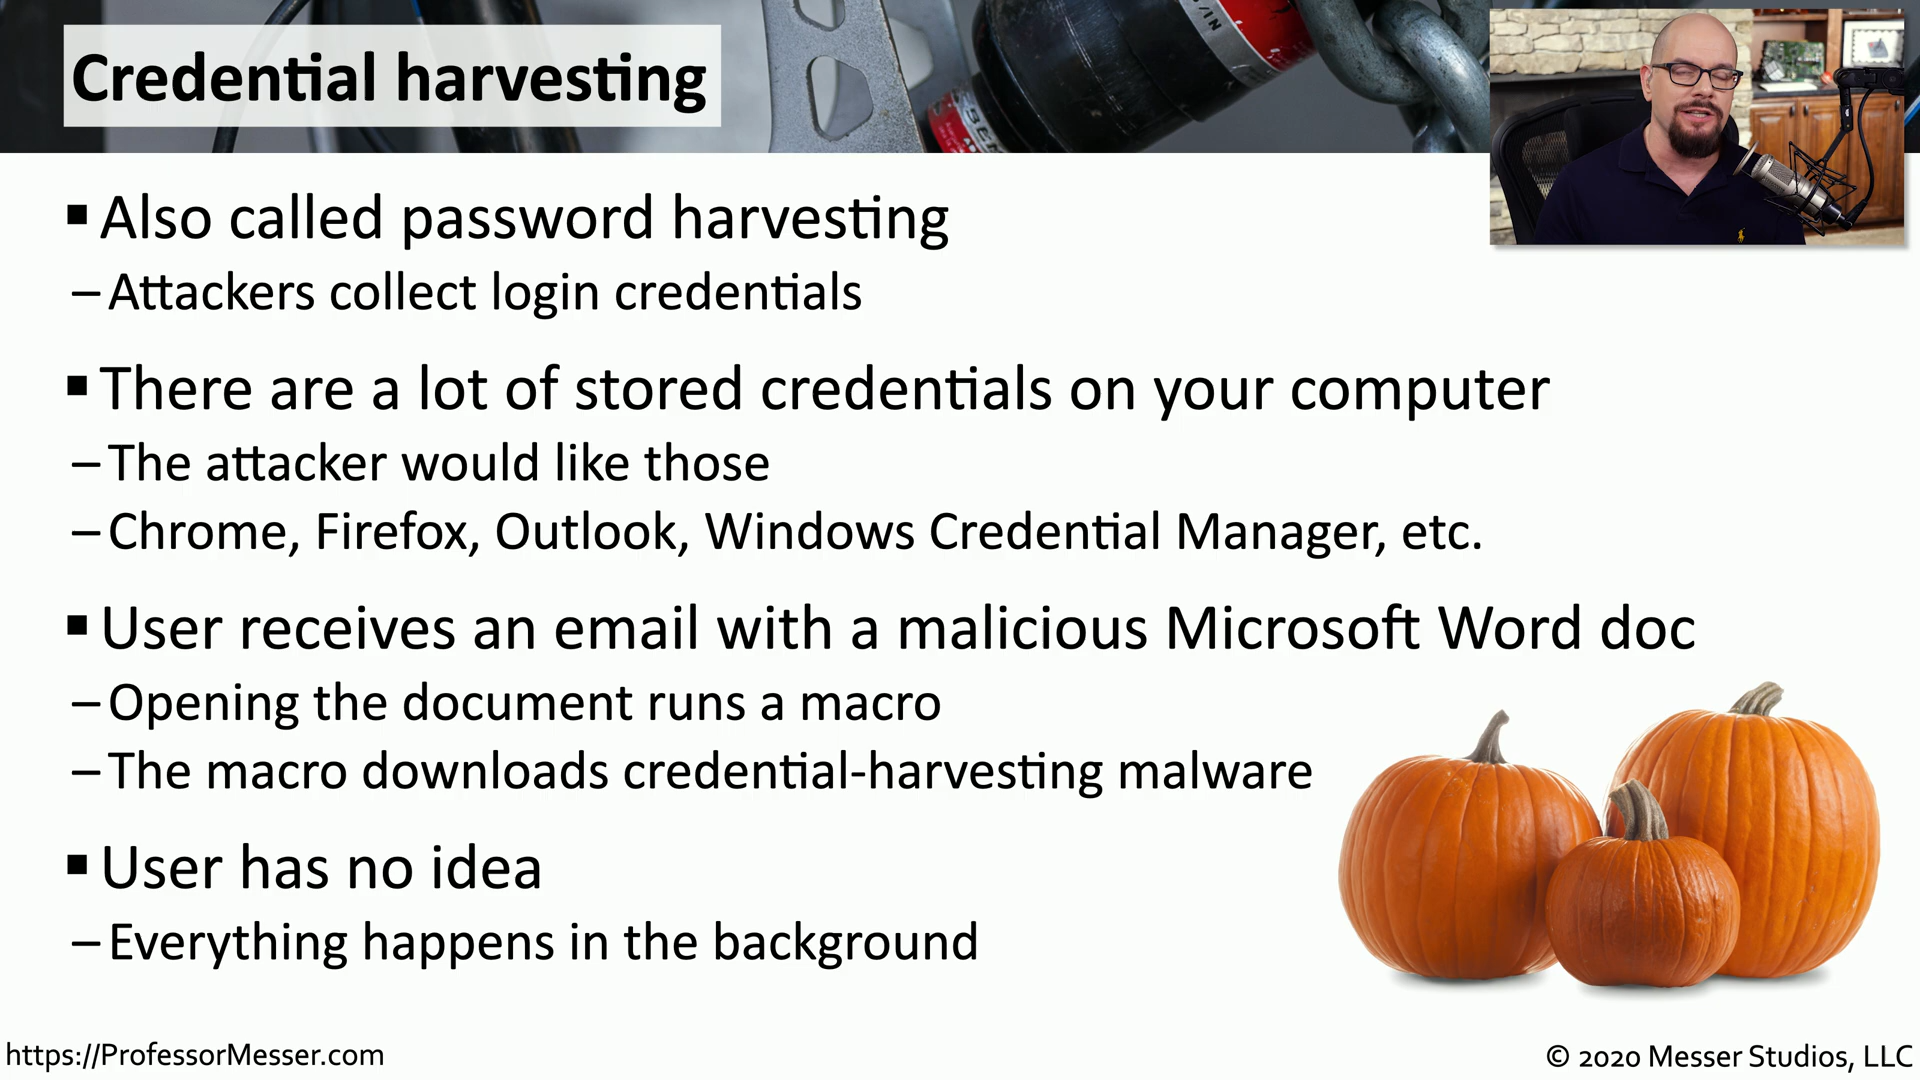 Credential harvesting
▪ Also called password harvesting
– Attackers collect login credentials
▪ There are a lot of stored credentials on your computer
– The attacker would like those
– Chrome, Firefox, Outlook, Windows Credential Manager, etc.
▪ User receives an email with a malicious Microsoft Word doc
– Opening the document runs a macro
– The macro downloads credential-harvesting malware
▪ User has no idea
– Everything happens in the background
https://ProfessorMesser.com
© 2020 Messer Studios, LLC